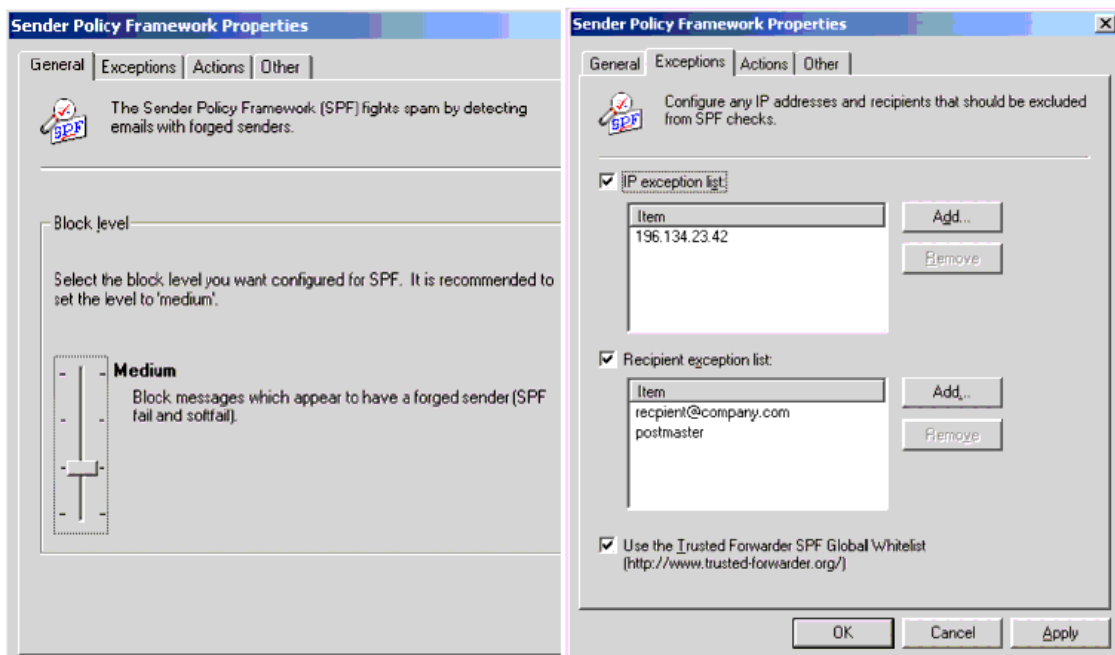 Sender Policy Framework Properties
General
Exceptions
Actions
Other
The Sender Policy Framework (SPF) fights spam by detecting
emails with forged senders.
Block level
Select the block level you want configured for SPF. It is recommended to
set the level to 'medium'.
Medium
Block messages which appear to have a forged sender (SPF
fail and softfail).
Sender Policy Framework Properties
General
Exceptions
Actions
Other
Configure any IP addresses and recipients that should be excluded
from SPF checks.
IP exception list:
Item
196.134.23.42
Add...
Remove
Recipient exception list:
Item
recpient@company.com
postmaster
Add...
Remove
Use the Trusted Forwarder SPF Global Whitelist
(http://www.trusted-forwarder.org/)
OK
Cancel
Apply